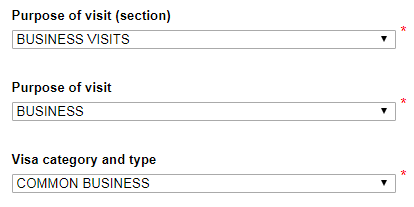 Purpose of visit (section)
BUSINESS VISITS
*
Purpose of visit
BUSINESS
*
Visa category and type
COMMON BUSINESS
*